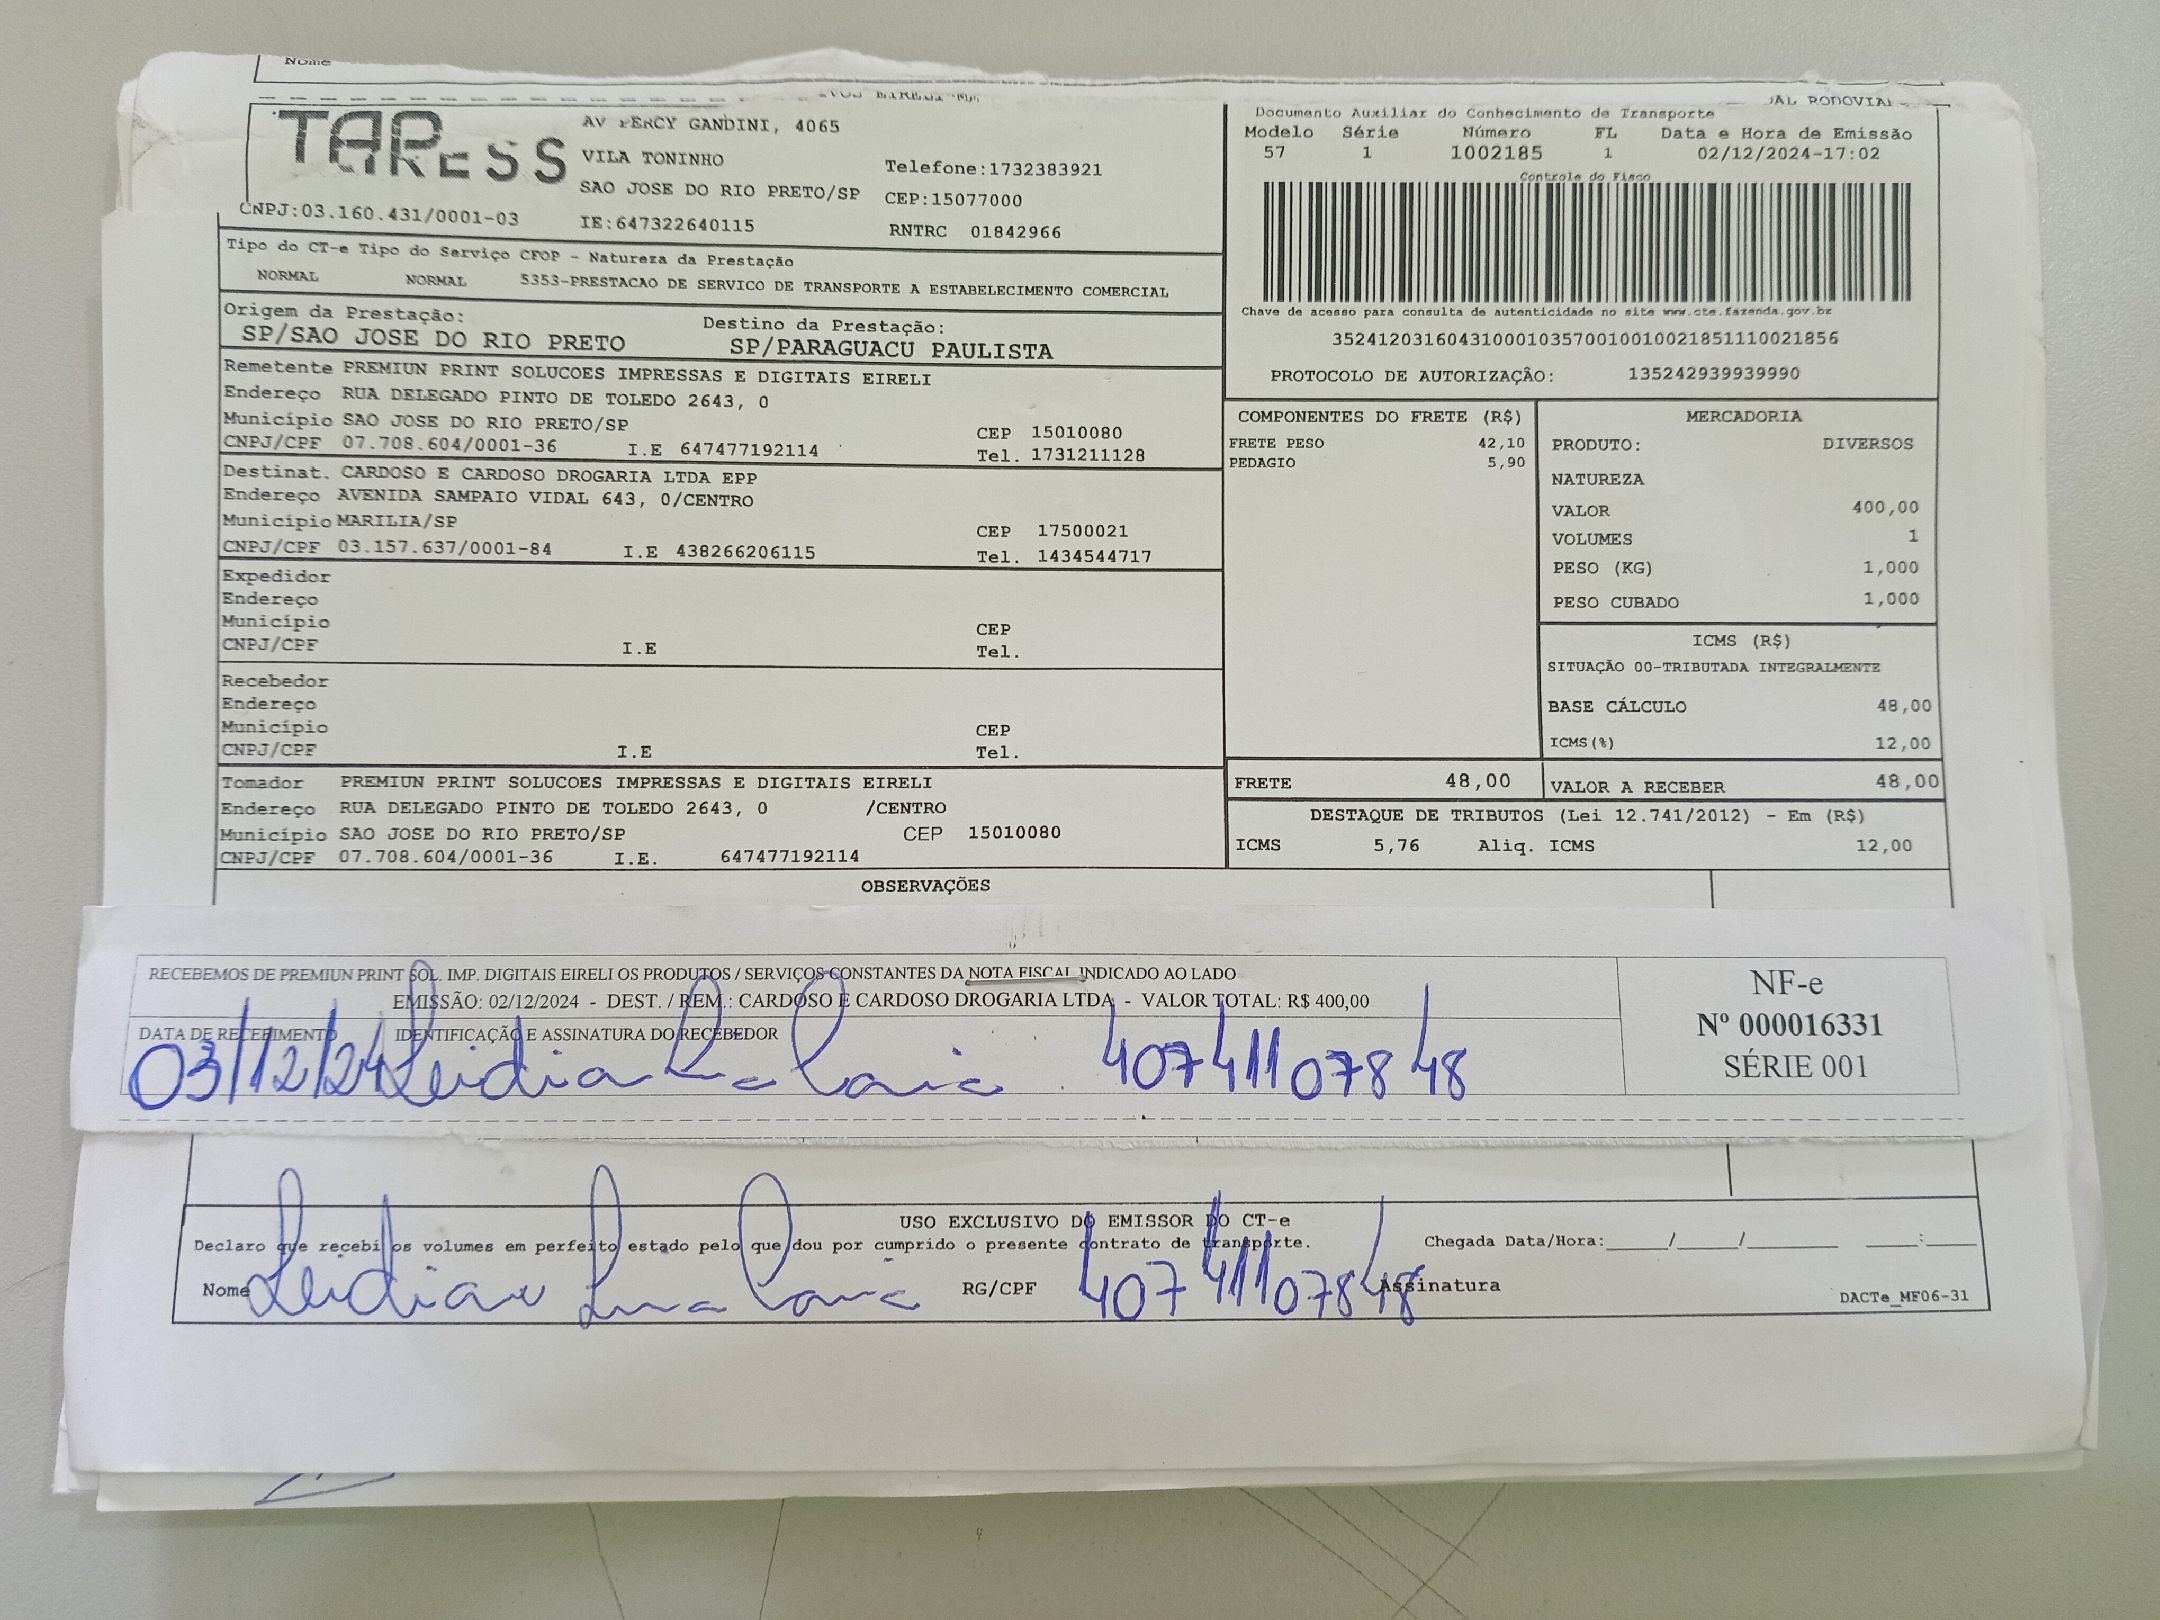 Nome
TARRESS
AV PERCY GANDINI, 4065
VILA TONINHO
Telefone:1732383921
SAO JOSE DO RIO PRETO/SP CEP:15077000
CNPJ:03.160.431/0001-03 IE:647322640115 RNTRC 01842966
Tipo do CT-e Tipo do Serviço CFOP - Natureza da Prestação
NORMAL NORMAL 5353-PRESTACAO DE SERVICO DE TRANSPORTE A ESTABELECIMENTO COMERCIAL
Origem da Prestação: Destino da Prestação:
SP/SAO JOSE DO RIO PRETO SP/PARAGUACU PAULISTA
Remetente PREMIUN PRINT SOLUCOES IMPRESSAS E DIGITAIS EIRELI
Endereço RUA DELEGADO PINTO DE TOLEDO 2643, 0
Município SAO JOSE DO RIO PRETO/SP CEP 15010080
CNPJ/CPF 07.708.604/0001-36 I.E 647477192114 Tel. 1731211128
Destinat. CARDOSO E CARDOSO DROGARIA LTDA EPP
Endereço AVENIDA SAMPAIO VIDAL 643, 0/CENTRO
Município MARILIA/SP CEP 17500021
CNPJ/CPF 03.157.637/0001-84 I.E 438266206115 Tel. 1434544717
Expedidor
Endereço
Município CEP
CNPJ/CPF I.E Tel.
Recebedor
Endereço
Município CEP
CNPJ/CPF I.E Tel.
Tomador PREMIUN PRINT SOLUCOES IMPRESSAS E DIGITAIS EIRELI
Endereço RUA DELEGADO PINTO DE TOLEDO 2643, 0 /CENTRO
Município SAO JOSE DO RIO PRETO/SP CEP 15010080
CNPJ/CPF 07.708.604/0001-36 I.E. 647477192114
Documento Auxiliar do Conhecimento de Transporte
Modelo Série Número FL Data e Hora de Emissão
57 1 1002185 1 02/12/2024-17:02
Controle do Fisco
Chave de acesso para consulta de autenticidade no site www.cte.fazenda.gov.br
35241203160431000103570010010021851110021856
PROTOCOLO DE AUTORIZAÇÃO: 135242939939990
COMPONENTES DO FRETE (R$)
FRETE PESO 42,10
PEDAGIO 5,90
MERCADORIA
PRODUTO: DIVERSOS
NATUREZA
VALOR 400,00
VOLUMES 1
PESO (KG) 1,000
PESO CUBADO 1,000
ICMS (R$)
SITUAÇÃO 00-TRIBUTADA INTEGRALMENTE
BASE CÁLCULO 48,00
ICMS(%) 12,00
FRETE 48,00 VALOR A RECEBER 48,00
DESTAQUE DE TRIBUTOS (Lei 12.741/2012) - Em (R$)
ICMS 5,76 Aliq. ICMS 12,00
OBSERVAÇÕES
RECEBEMOS DE PREMIUN PRINT SOL. IMP. DIGITAIS EIRELI OS PRODUTOS / SERVIÇOS CONSTANTES DA NOTA FISCAL INDICADO AO LADO
EMISSÃO: 02/12/2024 - DEST. / REM.: CARDOSO E CARDOSO DROGARIA LTDA - VALOR TOTAL: R$ 400,00
DATA DE RECEBIMENTO IDENTIFICAÇÃO E ASSINATURA DO RECEBEDOR
03/12/24 40741107848
NF-e
Nº 000016331
SÉRIE 001
USO EXCLUSIVO DO EMISSOR DO CT-e
Declaro que recebi os volumes em perfeito estado pelo que dou por cumprido o presente contrato de transporte. Chegada Data/Hora:_____/_____/________ ____:____
Nome RG/CPF 40741107848 Assinatura
DACTe_MF06-31